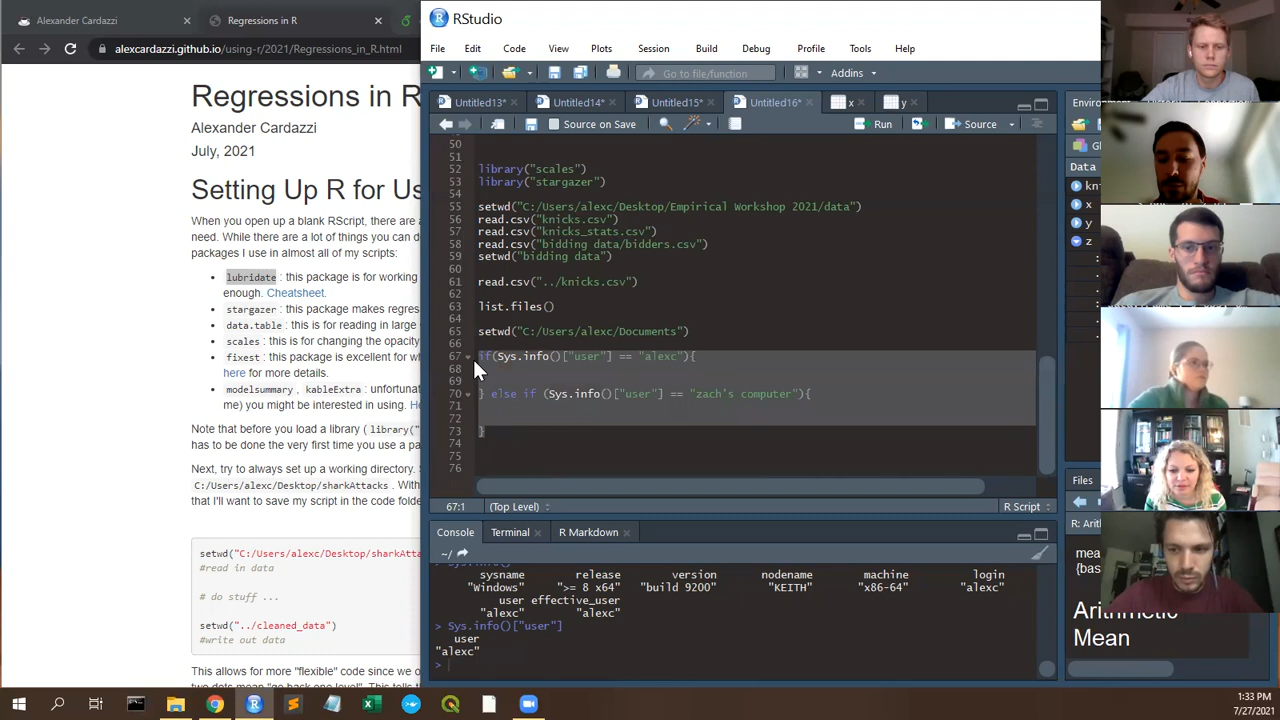 Alexander Cardazzi
Regressions in R
alexcardazzi.github.io/using-r/2021/Regressions_in_R.html
Regressions in R
Alexander Cardazzi
July, 2021
Setting Up R for Us
When you open up a blank RScript, there are a
need. While there are a lot of things you can d
packages I use in almost all of my scripts:
lubridate : this package is for working
enough. Cheatsheet.
stargazer : this package makes regres
data.table : this is for reading in large
scales : this is for changing the opacity
fixest : this package is excellent for wh
here for more details.
modelsummary , kableExtra : unfortunat
me) you might be interested in using. He
Note that before you load a library ( library("
has to be done the very first time you use a pa
Next, try to always set up a working directory. S
C:/Users/alexc/Desktop/sharkAttacks . With
that I'll want to save my script in the code folde
setwd("C:/Users/alexc/Desktop/sharkAtta
#read in data
# do stuff ...
setwd("../cleaned_data")
#write out data
This allows for more "flexible" code since we o
two dots mean "go back one level". This tells th
RStudio
File Edit Code View Plots Session Build Debug Profile Tools Help
Go to file/function Addins
Untitled13* Untitled14* Untitled15* Untitled16* x y
Source on Save Run Source
50
51
52 library("scales")
53 library("stargazer")
54
55 setwd("C:/Users/alexc/Desktop/Empirical Workshop 2021/data")
56 read.csv("knicks.csv")
57 read.csv("knicks_stats.csv")
58 read.csv("bidding data/bidders.csv")
59 setwd("bidding data")
60
61 read.csv("../knicks.csv")
62
63 list.files()
64
65 setwd("C:/Users/alexc/Documents")
66
67 if(Sys.info()["user"] == "alexc"){
68
69
70 } else if (Sys.info()["user"] == "zach's computer"){
71
72
73 }
74
75
76
67:1 (Top Level) R Script
Console Terminal R Markdown
~/
sysname release version nodename machine login
"Windows" ">= 8 x64" "build 9200" "KEITH" "x86-64" "alexc"
user effective_user
"alexc" "alexc"
> Sys.info()["user"]
user
"alexc"
>
Data
x
y
z
Files
R: Arit
mea
{bas
Arithmetic
Mean
1:33 PM
7/27/2021